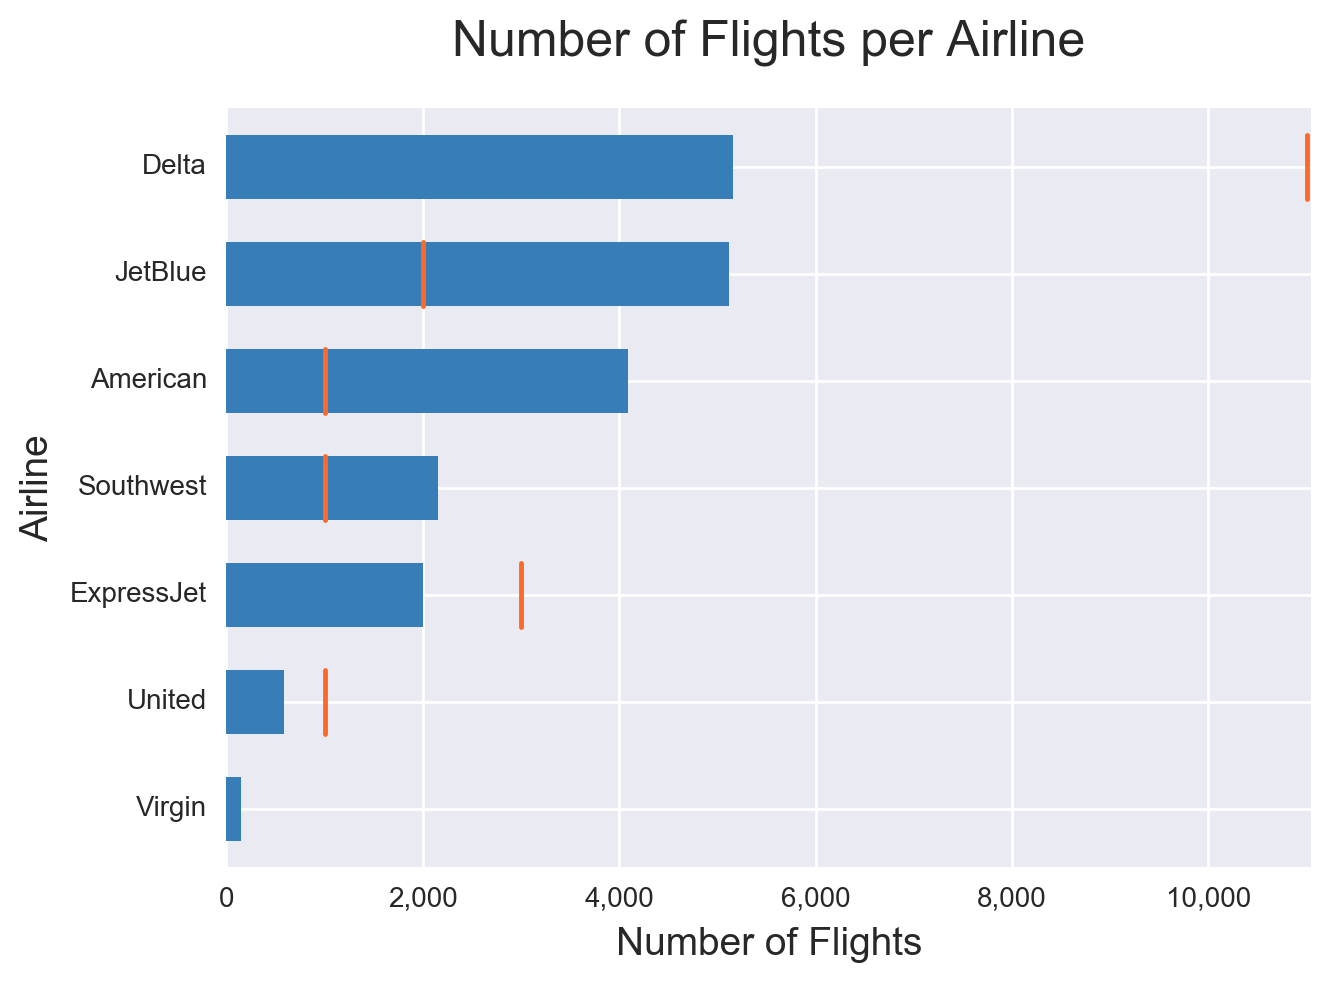 Number of Flights per Airline
Delta
JetBlue
American
Southwest
ExpressJet
United
Virgin
Airline
0 2,000 4,000 6,000 8,000 10,000
Number of Flights